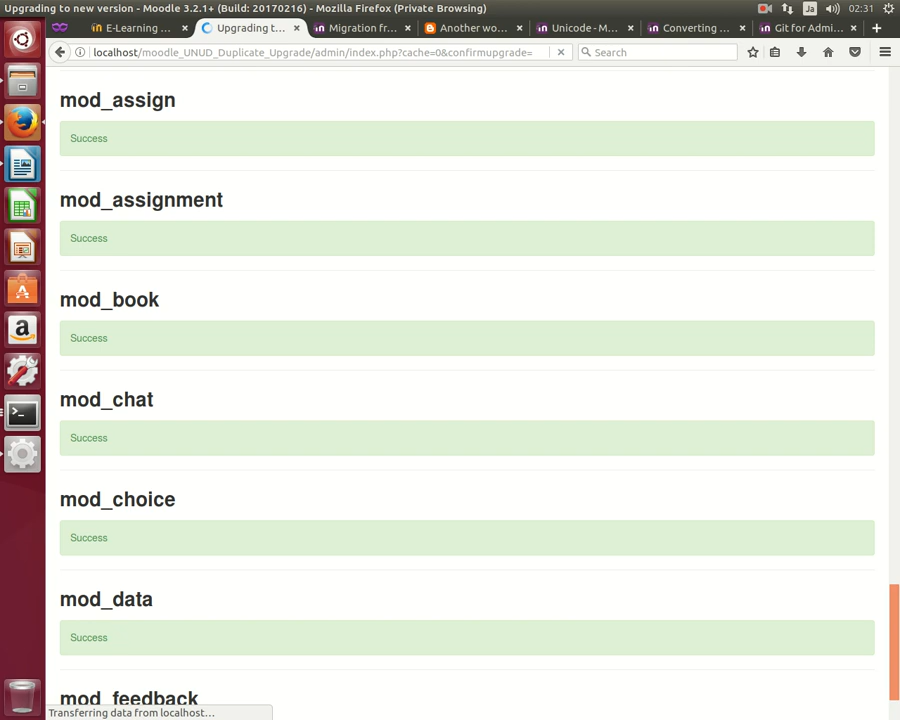 Upgrading to new version - Moodle 3.2.1+ (Build: 20170216) - Mozilla Firefox (Private Browsing)
Ja
02:31
E-Learning ...
Upgrading t...
Migration fr...
Another wo...
Unicode - M...
Converting ...
Git for Admi...
localhost/moodle_UNUD_Duplicate_Upgrade/admin/index.php?cache=0&confirmupgrade=
Search
mod_assign
Success
mod_assignment
Success
mod_book
Success
mod_chat
Success
mod_choice
Success
mod_data
Success
mod_feedback
Transferring data from localhost...